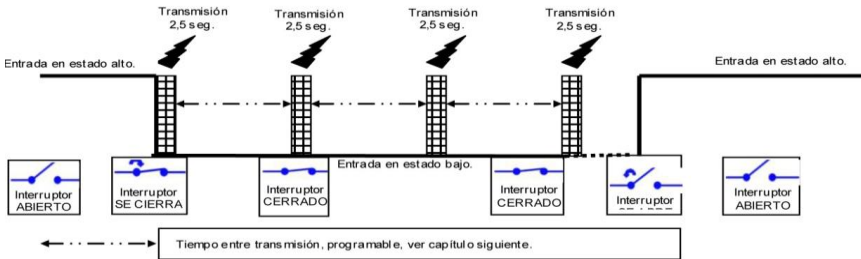 Transmisión
2,5 seg.
Transmisión
2,5 seg.
Transmisión
2,5 seg.
Transmisión
2,5 seg.
Entrada en estado alto.
Entrada en estado alto.
Entrada en estado bajo.
Interruptor
ABIERTO
Interruptor
SE CIERRA
Interruptor
CERRADO
Interruptor
CERRADO
Interruptor
Interruptor
ABIERTO
Tiempo entre transmisión, programable, ver capítulo siguiente.